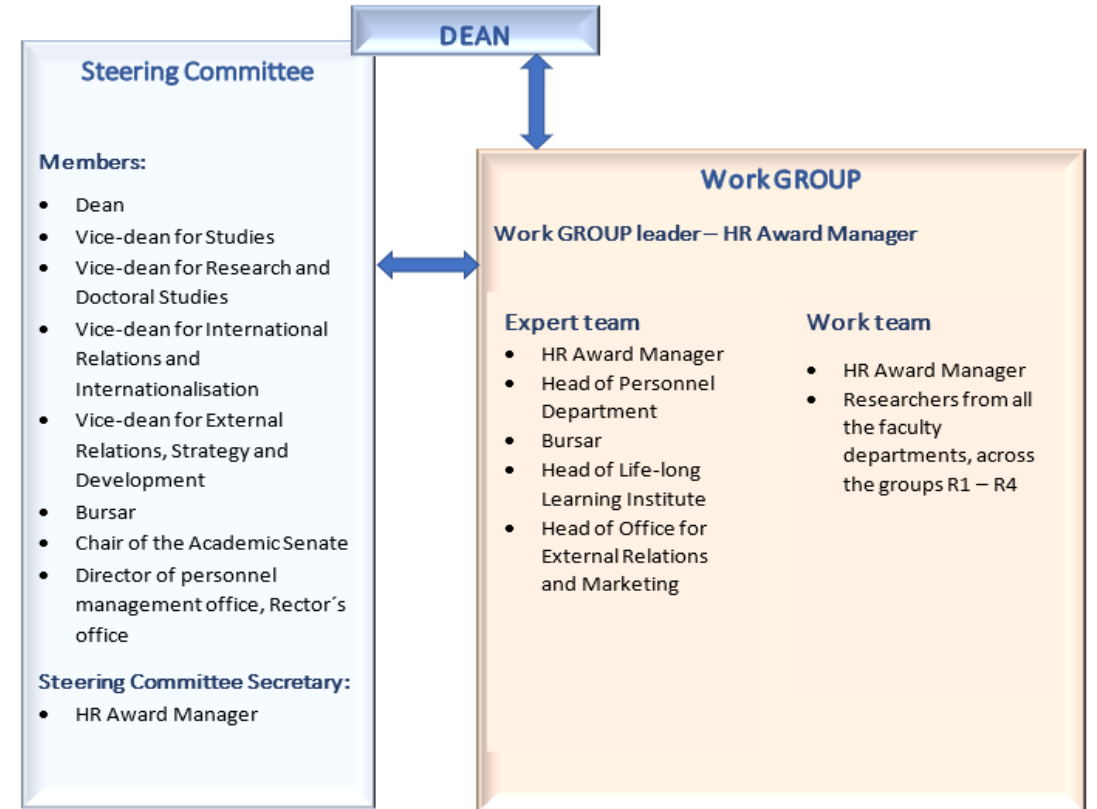 DEAN
Steering Committee
Members:
• Dean
• Vice-dean for Studies
• Vice-dean for Research and
Doctoral Studies
• Vice-dean for International
Relations and
Internationalisation
• Vice-dean for External
Relations, Strategy and
Development
• Bursar
• Chair of the Academic Senate
• Director of personnel
management office, Rector´s
office
Steering Committee Secretary:
• HR Award Manager
WorkGROUP
Work GROUP leader – HR Award Manager
Expert team
• HR Award Manager
• Head of Personnel
Department
• Bursar
• Head of Life-long
Learning Institute
• Head of Office for
External Relations
and Marketing
Work team
• HR Award Manager
• Researchers from all
the faculty
departments, across
the groups R1 – R4